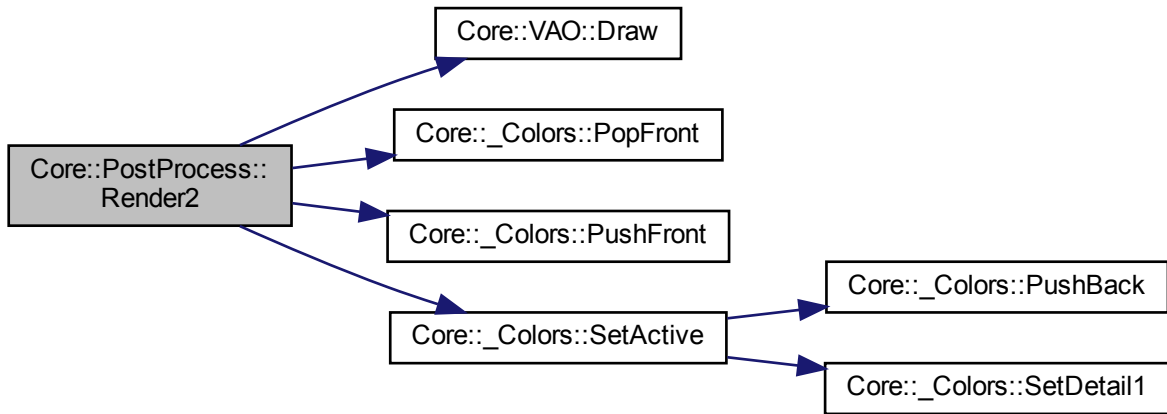 Core::VAO::Draw
Core::_Colors::PopFront
Core::PostProcess::
Render2
Core::_Colors::PushFront
Core::_Colors::PushBack
Core::_Colors::SetActive
Core::_Colors::SetDetail1